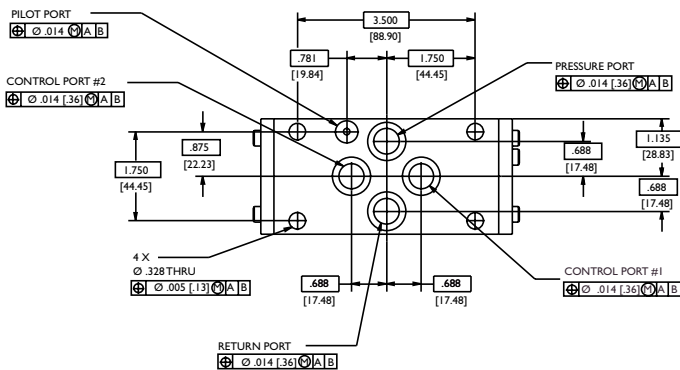 PILOT PORT
⌖ Ø .014 Ⓜ A B
3.500
[88.90]
.781
[19.84]
1.750
[44.45]
PRESSURE PORT
⌖ Ø .014 [.36] Ⓜ A B
CONTROL PORT #2
⌖ Ø .014 [.36] Ⓜ A B
.875
[22.23]
1.750
[44.45]
.688
[17.48]
1.135
[28.83]
.688
[17.48]
4 X
Ø .328 THRU
⌖ Ø .005 [.13] Ⓜ A B
.688
[17.48]
.688
[17.48]
CONTROL PORT #1
⌖ Ø .014 [.36] Ⓜ A B
RETURN PORT
⌖ Ø .014 [.36] Ⓜ A B